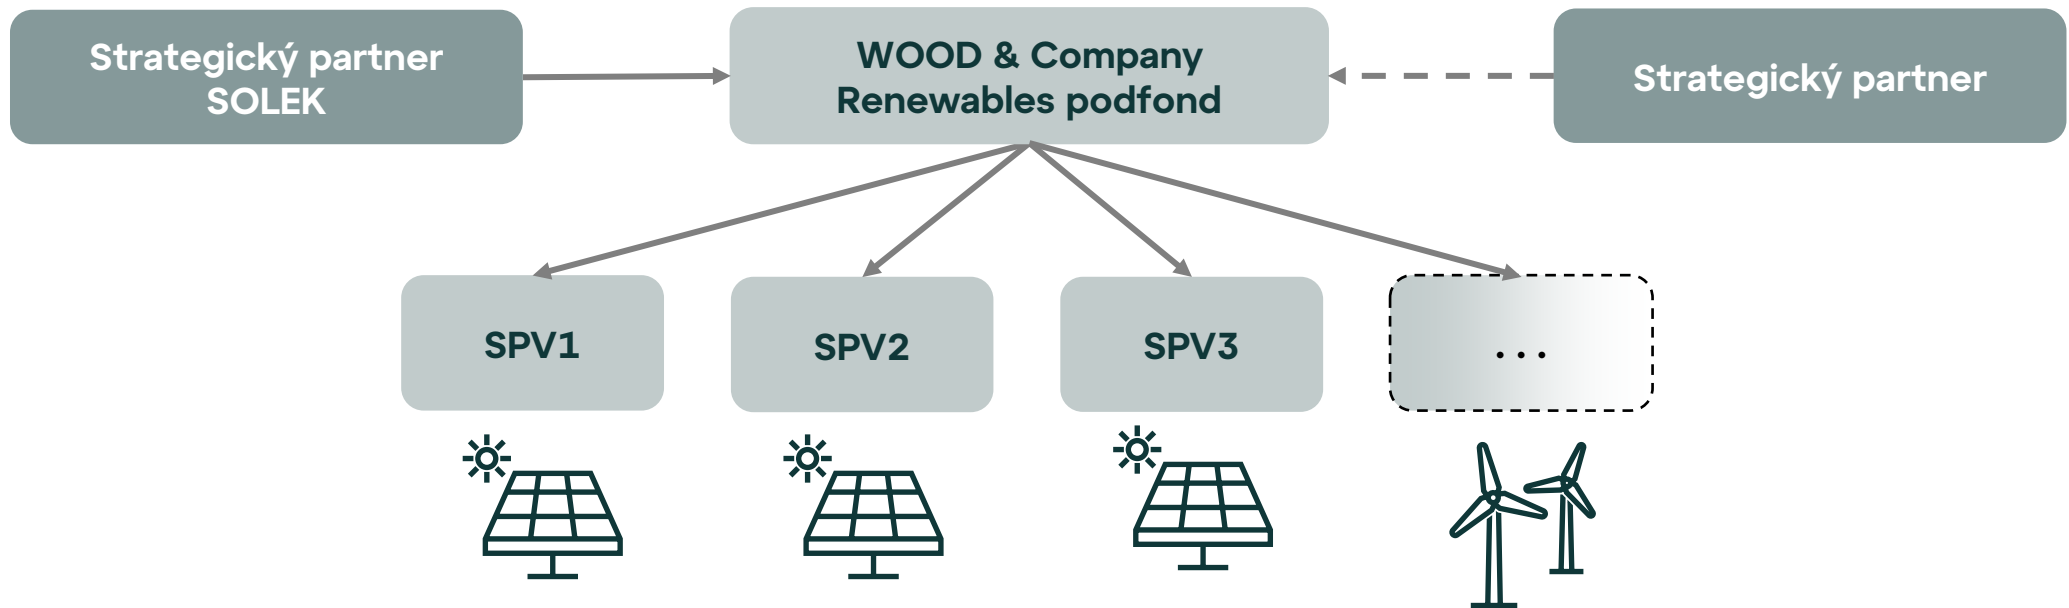 Strategický partner
SOLEK
WOOD & Company
Renewables podfond
Strategický partner
SPV1
SPV2
SPV3
...